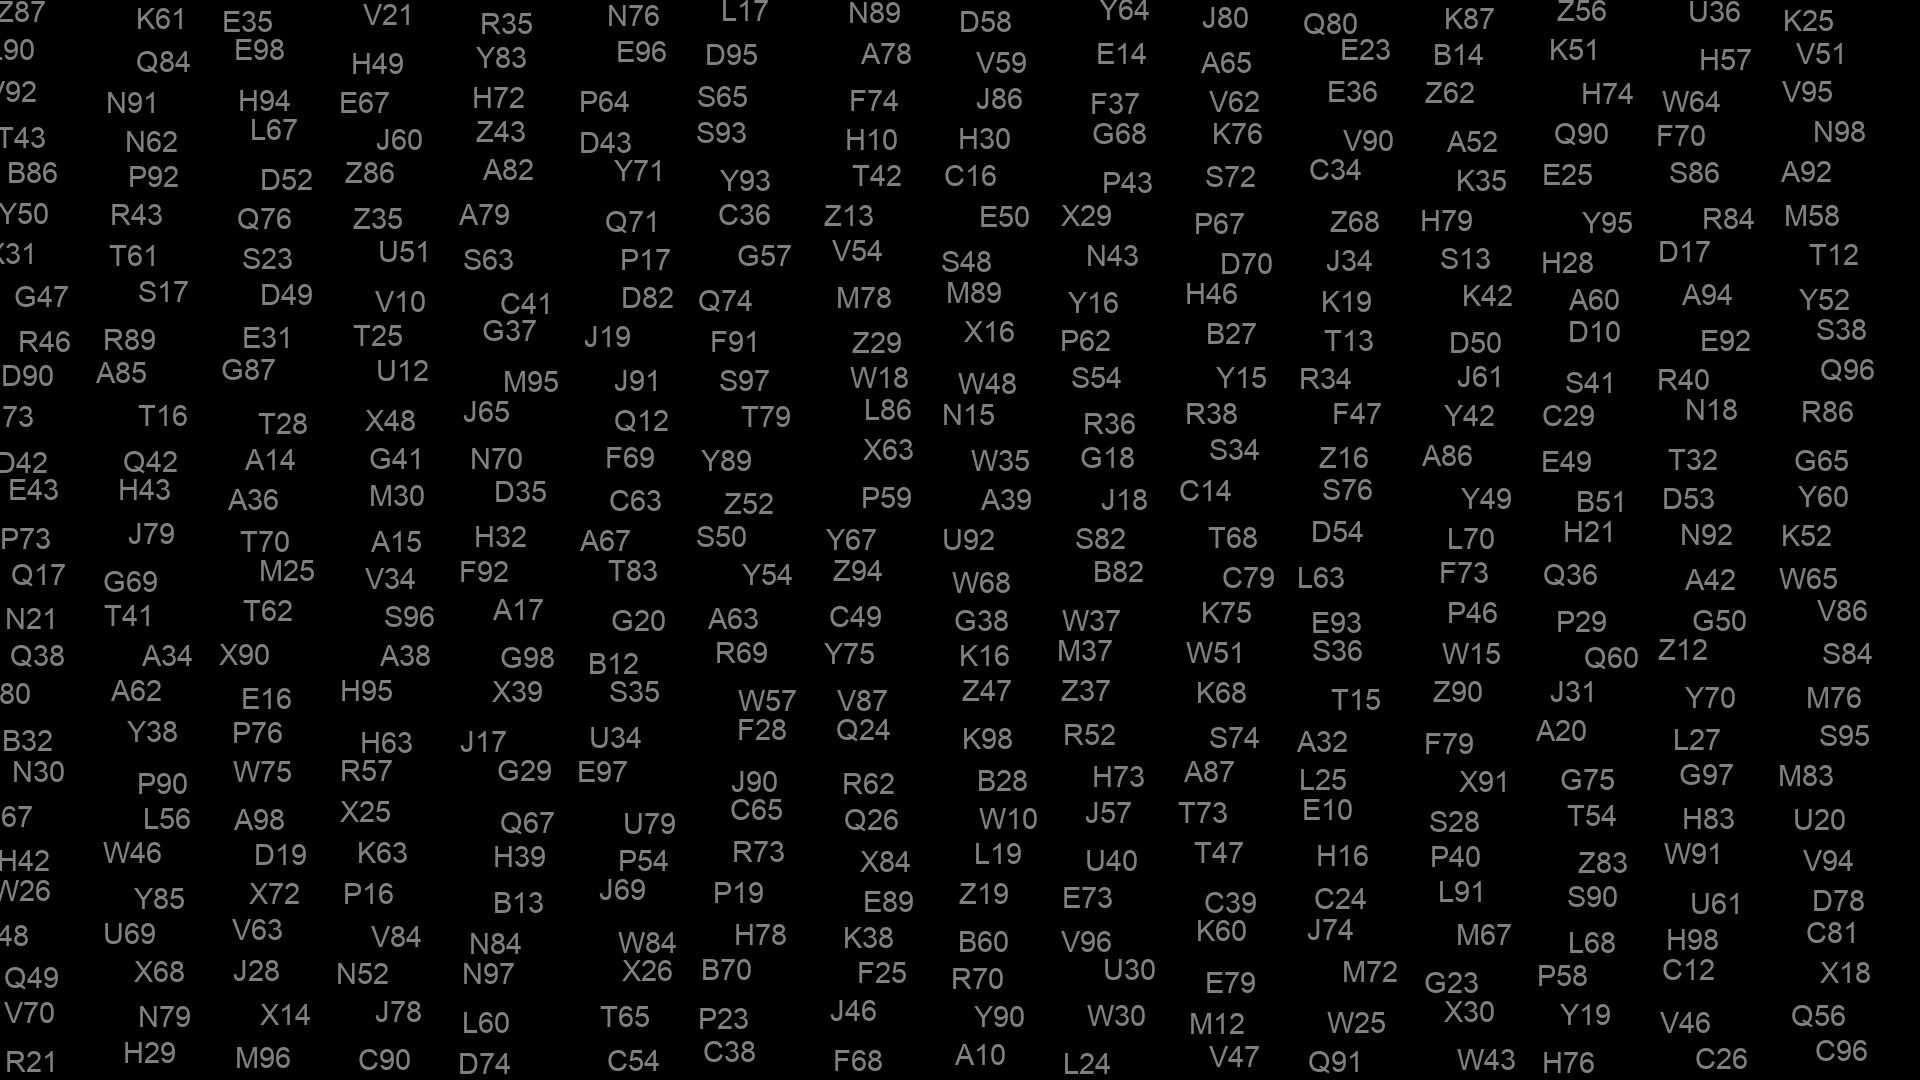 Z87 K61 E35 V21 R35 N76 L17 N89 D58 Y64 J80 Q80 K87 Z56 U36 K25
90 Q84 E98 H49 Y83 E96 D95 A78 V59 E14 A65 E23 B14 K51 H57 V51
V92 N91 H94 E67 H72 P64 S65 F74 J86 F37 V62 E36 Z62 H74 W64 V95
T43 N62 L67 J60 Z43 D43 S93 H10 H30 G68 K76 V90 A52 Q90 F70 N98
B86 P92 D52 Z86 A82 Y71 Y93 T42 C16 P43 S72 C34 K35 E25 S86 A92
Y50 R43 Q76 Z35 A79 Q71 C36 Z13 E50 X29 P67 Z68 H79 Y95 R84 M58
31 T61 S23 U51 S63 P17 G57 V54 S48 N43 D70 J34 S13 H28 D17 T12
G47 S17 D49 V10 C41 D82 Q74 M78 M89 Y16 H46 K19 K42 A60 A94 Y52
R46 R89 E31 T25 G37 J19 F91 Z29 X16 P62 B27 T13 D50 D10 E92 S38
D90 A85 G87 U12 M95 J91 S97 W18 W48 S54 Y15 R34 J61 S41 R40 Q96
73 T16 T28 X48 J65 Q12 T79 L86 N15 R36 R38 F47 Y42 C29 N18 R86
D42 Q42 A14 G41 N70 F69 Y89 X63 W35 G18 S34 Z16 A86 E49 T32 G65
E43 H43 A36 M30 D35 C63 Z52 P59 A39 J18 C14 S76 Y49 B51 D53 Y60
P73 J79 T70 A15 H32 A67 S50 Y67 U92 S82 T68 D54 L70 H21 N92 K52
Q17 G69 M25 V34 F92 T83 Y54 Z94 W68 B82 C79 L63 F73 Q36 A42 W65
N21 T41 T62 S96 A17 G20 A63 C49 G38 W37 K75 E93 P46 P29 G50 V86
Q38 A34 X90 A38 G98 B12 R69 Y75 K16 M37 W51 S36 W15 Q60 Z12 S84
80 A62 E16 H95 X39 S35 W57 V87 Z47 Z37 K68 T15 Z90 J31 Y70 M76
B32 Y38 P76 H63 J17 U34 F28 Q24 K98 R52 S74 A32 F79 A20 L27 S95
N30 P90 W75 R57 G29 E97 J90 R62 B28 H73 A87 L25 X91 G75 G97 M83
67 L56 A98 X25 Q67 U79 C65 Q26 W10 J57 T73 E10 S28 T54 H83 U20
H42 W46 D19 K63 H39 P54 R73 X84 L19 U40 T47 H16 P40 Z83 W91 V94
W26 Y85 X72 P16 B13 J69 P19 E89 Z19 E73 C39 C24 L91 S90 U61 D78
48 U69 V63 V84 N84 W84 H78 K38 B60 V96 K60 J74 M67 L68 H98 C81
Q49 X68 J28 N52 N97 X26 B70 F25 R70 U30 E79 M72 G23 P58 C12 X18
V70 N79 X14 J78 L60 T65 P23 J46 Y90 W30 M12 W25 X30 Y19 V46 Q56
R21 H29 M96 C90 D74 C54 C38 F68 A10 L24 V47 Q91 W43 H76 C26 C96